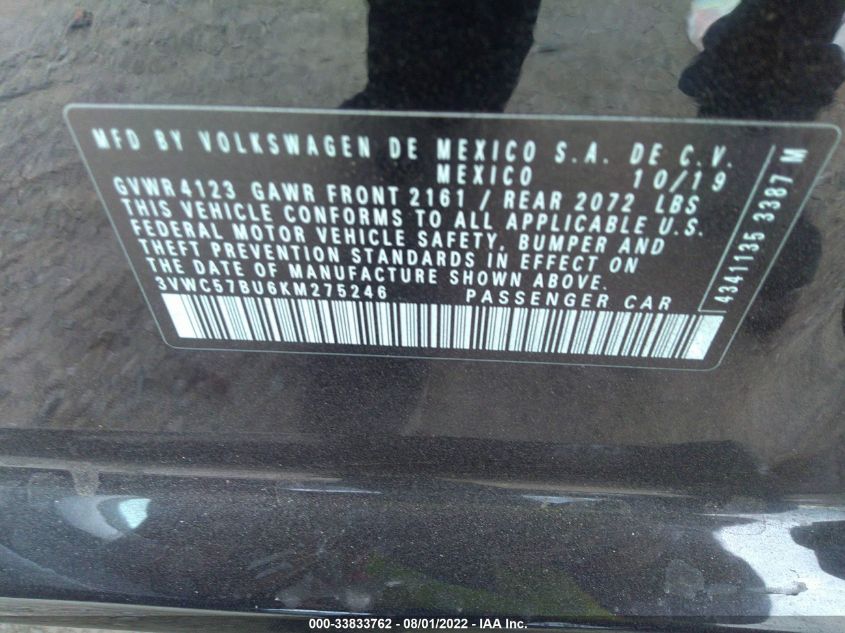 MFD BY VOLKSWAGEN DE MEXICO S.A. DE C.V.
MEXICO 10/19
GVWR 4123 GAWR FRONT 2161 / REAR 2072 LBS
THIS VEHICLE CONFORMS TO ALL APPLICABLE U.S.
FEDERAL MOTOR VEHICLE SAFETY, BUMPER AND
THEFT PREVENTION STANDARDS IN EFFECT ON
THE DATE OF MANUFACTURE SHOWN ABOVE.
3VWC57BU6KM275246 PASSENGER CAR
4341135 3387 M
000-33833762 - 08/01/2022 - IAA Inc.